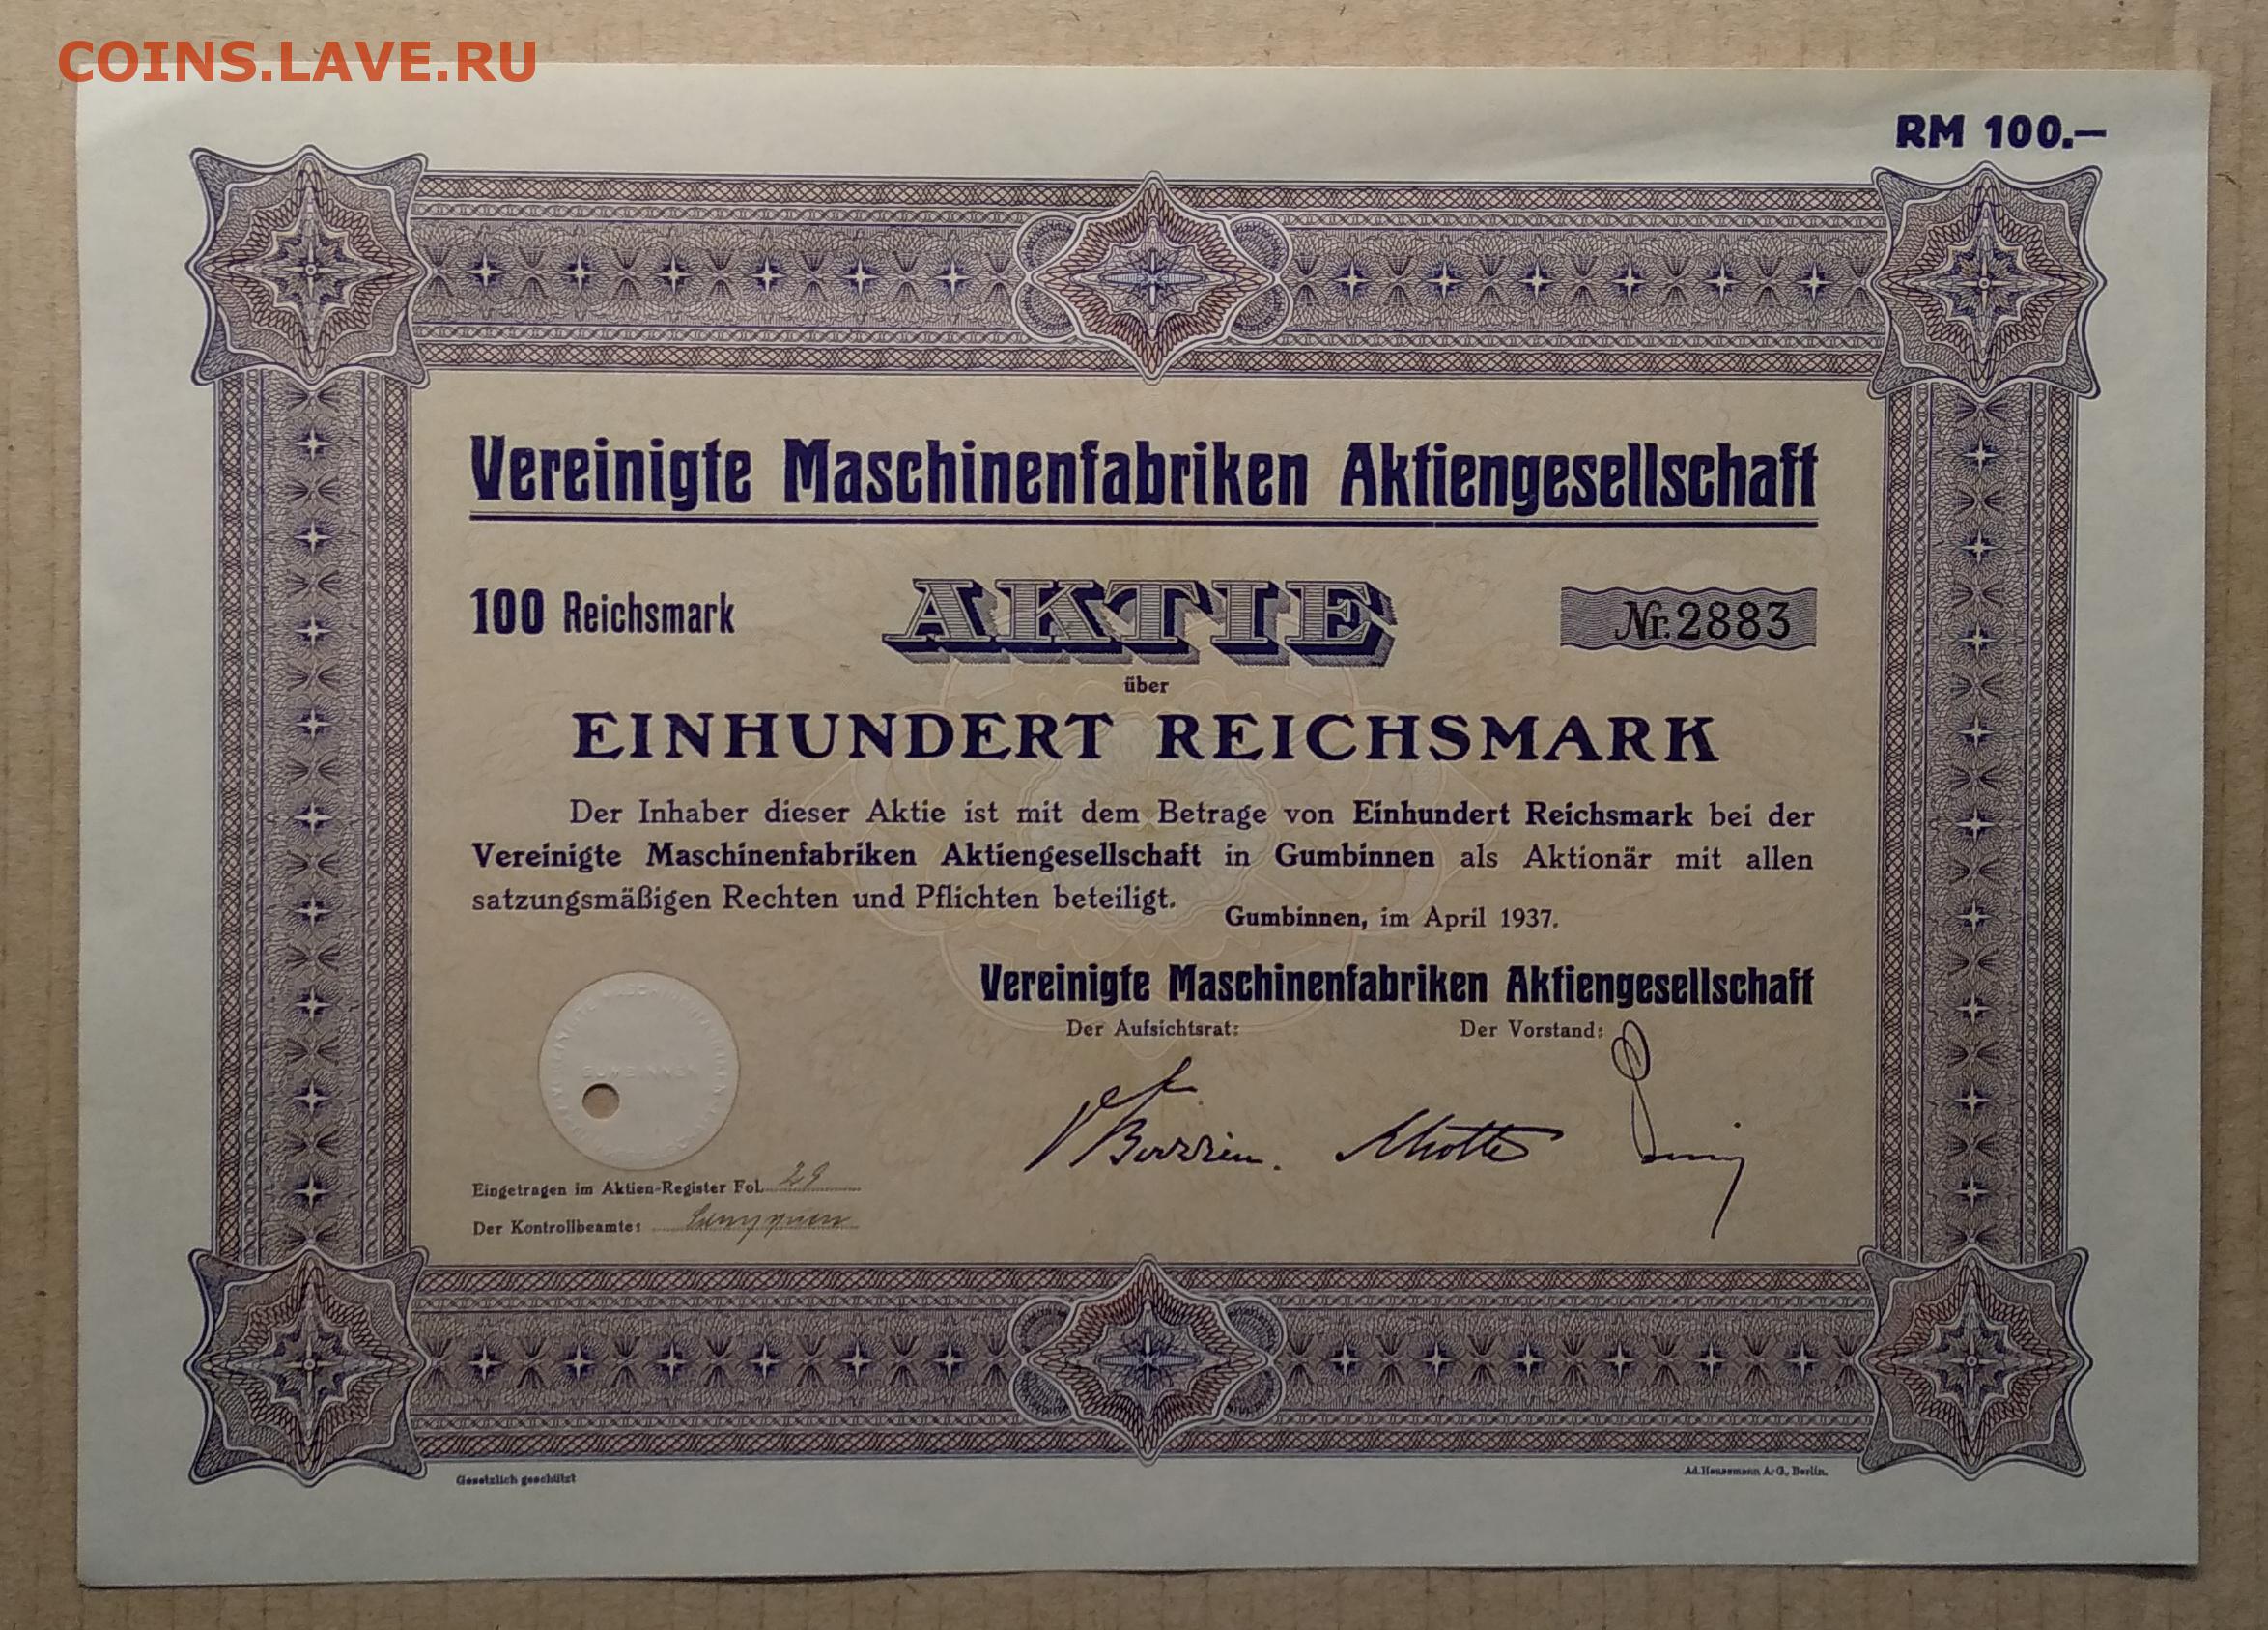 COINS.LAVE.RU
RM 100.—
Vereinigte Maschinenfabriken Aktiengesellschaft
100 Reichsmark AKTIE Nr. 2883
über
EINHUNDERT REICHSMARK
Der Inhaber dieser Aktie ist mit dem Betrage von Einhundert Reichsmark bei der
Vereinigte Maschinenfabriken Aktiengesellschaft in Gumbinnen als Aktionär mit allen
satzungsmäßigen Rechten und Pflichten beteiligt.
Gumbinnen, im April 1937.
Vereinigte Maschinenfabriken Aktiengesellschaft
Der Aufsichtsrat: Der Vorstand:
GUMBINNEN
Eingetragen im Aktien-Register Fol. 29
Der Kontrollbeamte:
Gesetzlich geschützt
Ad. Hausmann A.-G., Berlin.